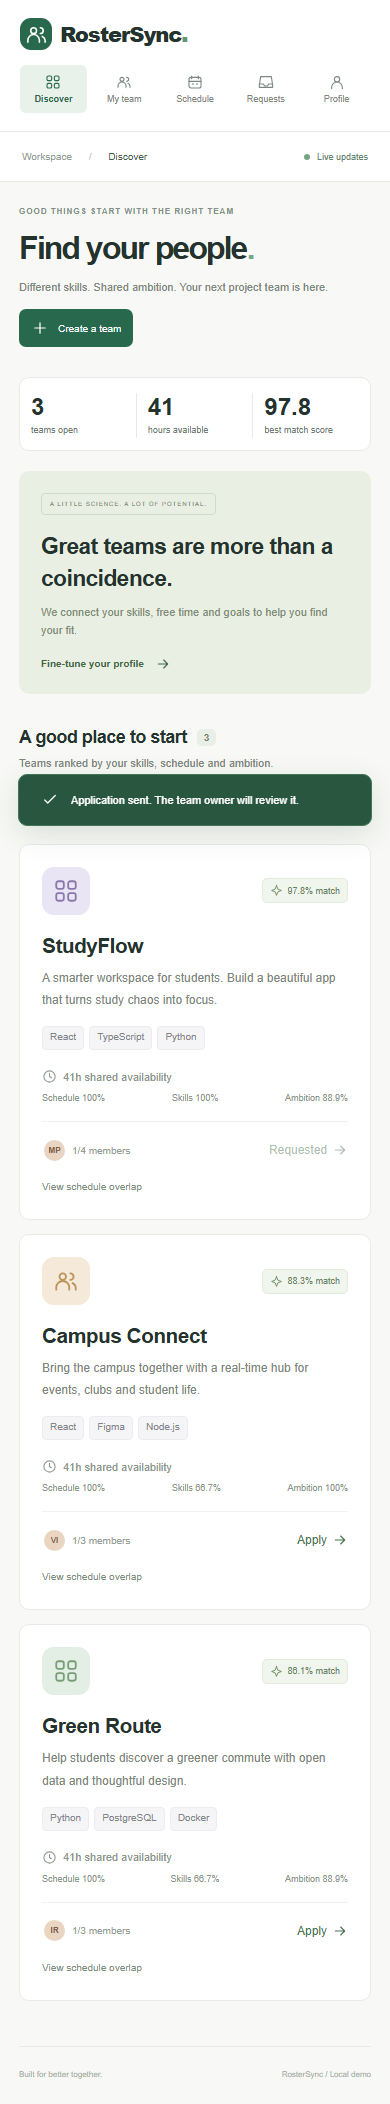 RosterSync.
Discover
My team
Schedule
Requests
Profile
Workspace / Discover
Live updates
GOOD THINGS START WITH THE RIGHT TEAM
Find your people.
Different skills. Shared ambition. Your next project team is here.
Create a team
3
teams open
41
hours available
97.8
best match score
A LITTLE SCIENCE. A LOT OF POTENTIAL.
Great teams are more than a
coincidence.
We connect your skills, free time and goals to help you find
your fit.
Fine-tune your profile
A good place to start 3
Teams ranked by your skills, schedule and ambition.
Application sent. The team owner will review it.
97.8% match
StudyFlow
A smarter workspace for students. Build a beautiful app
that turns study chaos into focus.
React TypeScript Python
41h shared availability
Schedule 100% Skills 100% Ambition 88.9%
MP 1/4 members Requested
View schedule overlap
88.3% match
Campus Connect
Bring the campus together with a real-time hub for
events, clubs and student life.
React Figma Node.js
41h shared availability
Schedule 100% Skills 66.7% Ambition 100%
VI 1/3 members Apply
View schedule overlap
86.1% match
Green Route
Help students discover a greener commute with open
data and thoughtful design.
Python PostgreSQL Docker
41h shared availability
Schedule 100% Skills 66.7% Ambition 88.9%
IR 1/3 members Apply
View schedule overlap
Built for better together.
RosterSync / Local demo